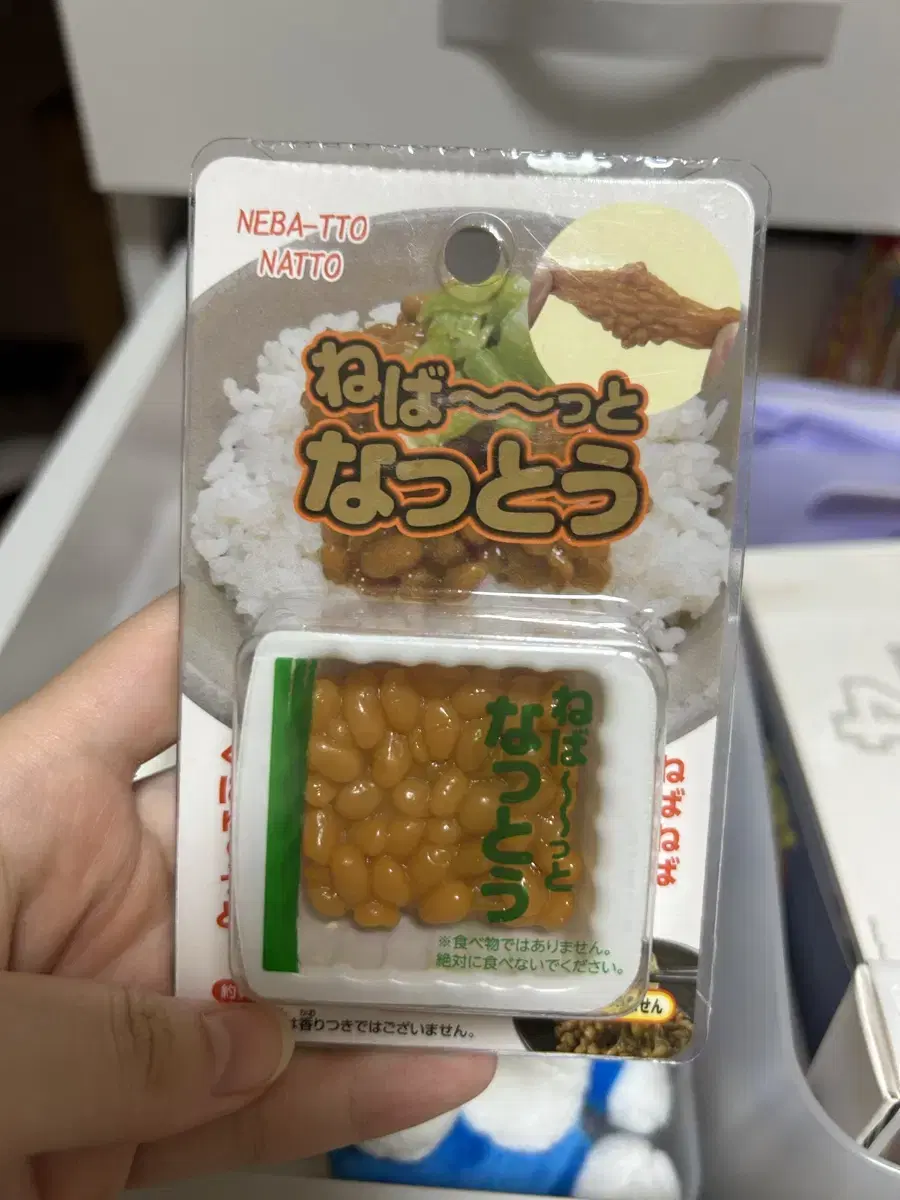 NEBA-TTO
NATTO
ねば〜〜〜っと
なっとう
ねば〜〜っと
なっとう
ねばねば
※食べ物ではありません。
絶対に食べないでください。
香りつきではございません。